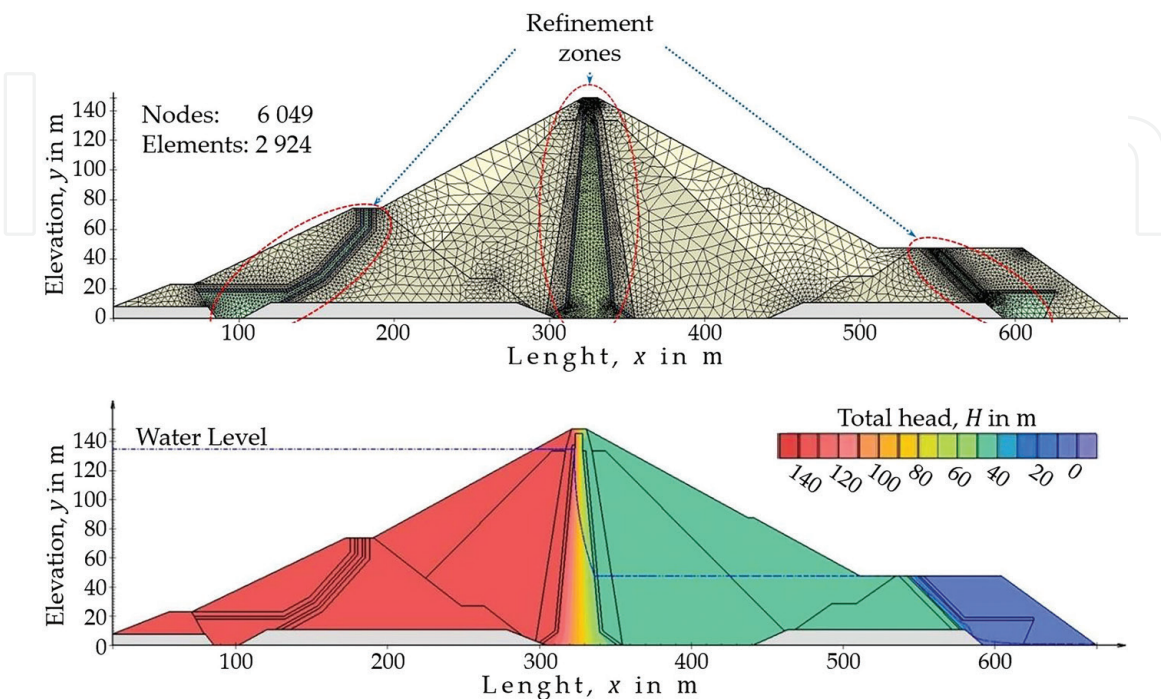 Refinement
zones
Nodes: 6 049
Elements: 2 924
Elevation, y in m
140
120
100
80
60
40
20
0
100 200 300 400 500 600
Lenght, x in m
Water Level
Total head, H in m
140 120 100 80 60 40 20 0
Elevation, y in m
140
120
100
80
60
40
20
0
100 200 300 400 500 600
Lenght, x in m